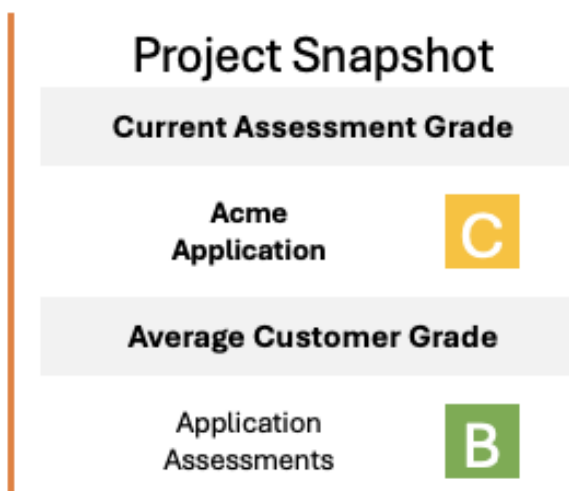 Project Snapshot
Current Assessment Grade
Acme
Application
C
Average Customer Grade
Application
Assessments
B